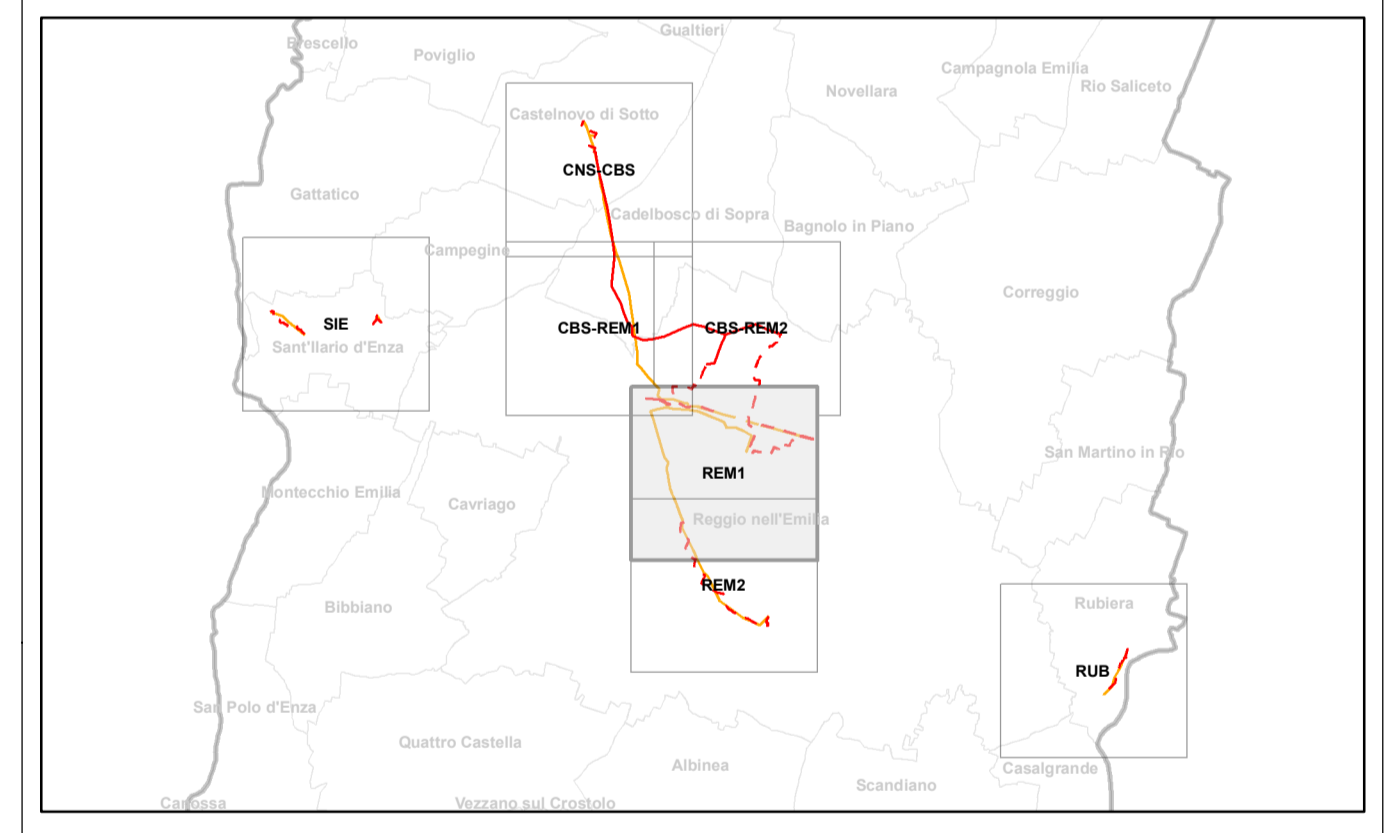 Gualtieri
Brescello
Poviglio
Campagnola Emilia
Rio Saliceto
Novellara
Castelnovo di Sotto
CNS-CBS
Gattatico
Cadelbosco di Sopra
Bagnolo in Piano
Campegine
Correggio
SIE
CBS-REM1
CBS-REM2
Sant'Ilario d'Enza
San Martino in Rio
REM1
Montecchio Emilia
Cavriago
Reggio nell'Emilia
REM2
Bibbiano
Rubiera
RUB
San Polo d'Enza
Quattro Castella
Albinea
Casalgrande
Scandiano
Canossa
Vezzano sul Crostolo